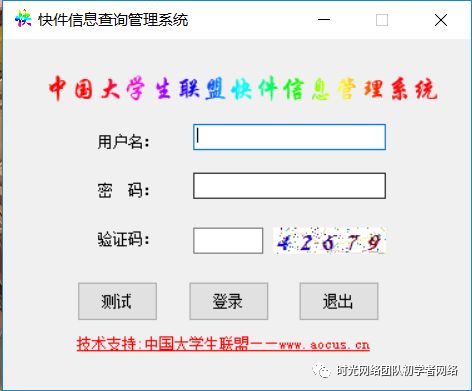 快 快件信息查询管理系统
中国大学生联盟快件信息管理系统
用户名：
密 码：
验证码： 42679
测试 登录 退出
技术支持:中国大学生联盟——www.aocus.cn
时光网络团队初学者网络